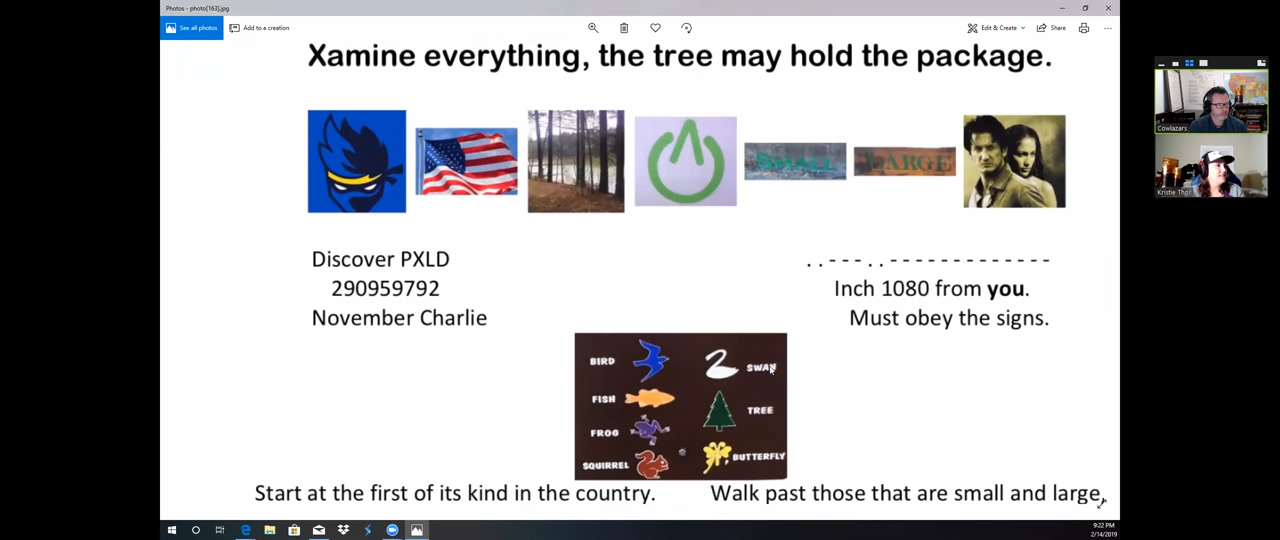 Photos - photo[163].jpg
See all photos
Add to a creation
Edit & Create
Share
Xamine everything, the tree may hold the package.
SMALL
LARGE
Discover PXLD
290959792
November Charlie
. . - - - . . - - - - - - - - - - - - -
Inch 1080 from you.
Must obey the signs.
BIRD
SWAN
FISH
TREE
FROG
SQUIRREL
BUTTERFLY
Start at the first of its kind in the country.
Walk past those that are small and large,
Cowlazars
Kristie Thor
9:22 PM
2/14/2019